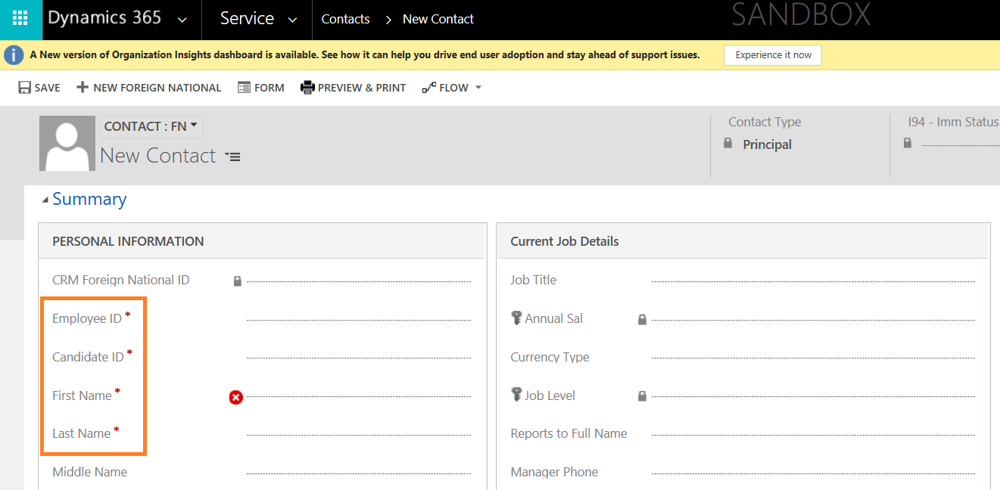 Dynamics 365 Service Contacts > New Contact SANDBOX
A New version of Organization Insights dashboard is available. See how it can help you drive end user adoption and stay ahead of support issues. Experience it now
SAVE NEW FOREIGN NATIONAL FORM PREVIEW & PRINT FLOW
CONTACT : FN
New Contact
Contact Type
Principal
I94 - Imm Status
Summary
PERSONAL INFORMATION
CRM Foreign National ID
Employee ID *
Candidate ID *
First Name *
Last Name *
Middle Name
Current Job Details
Job Title
Annual Sal
Currency Type
Job Level
Reports to Full Name
Manager Phone